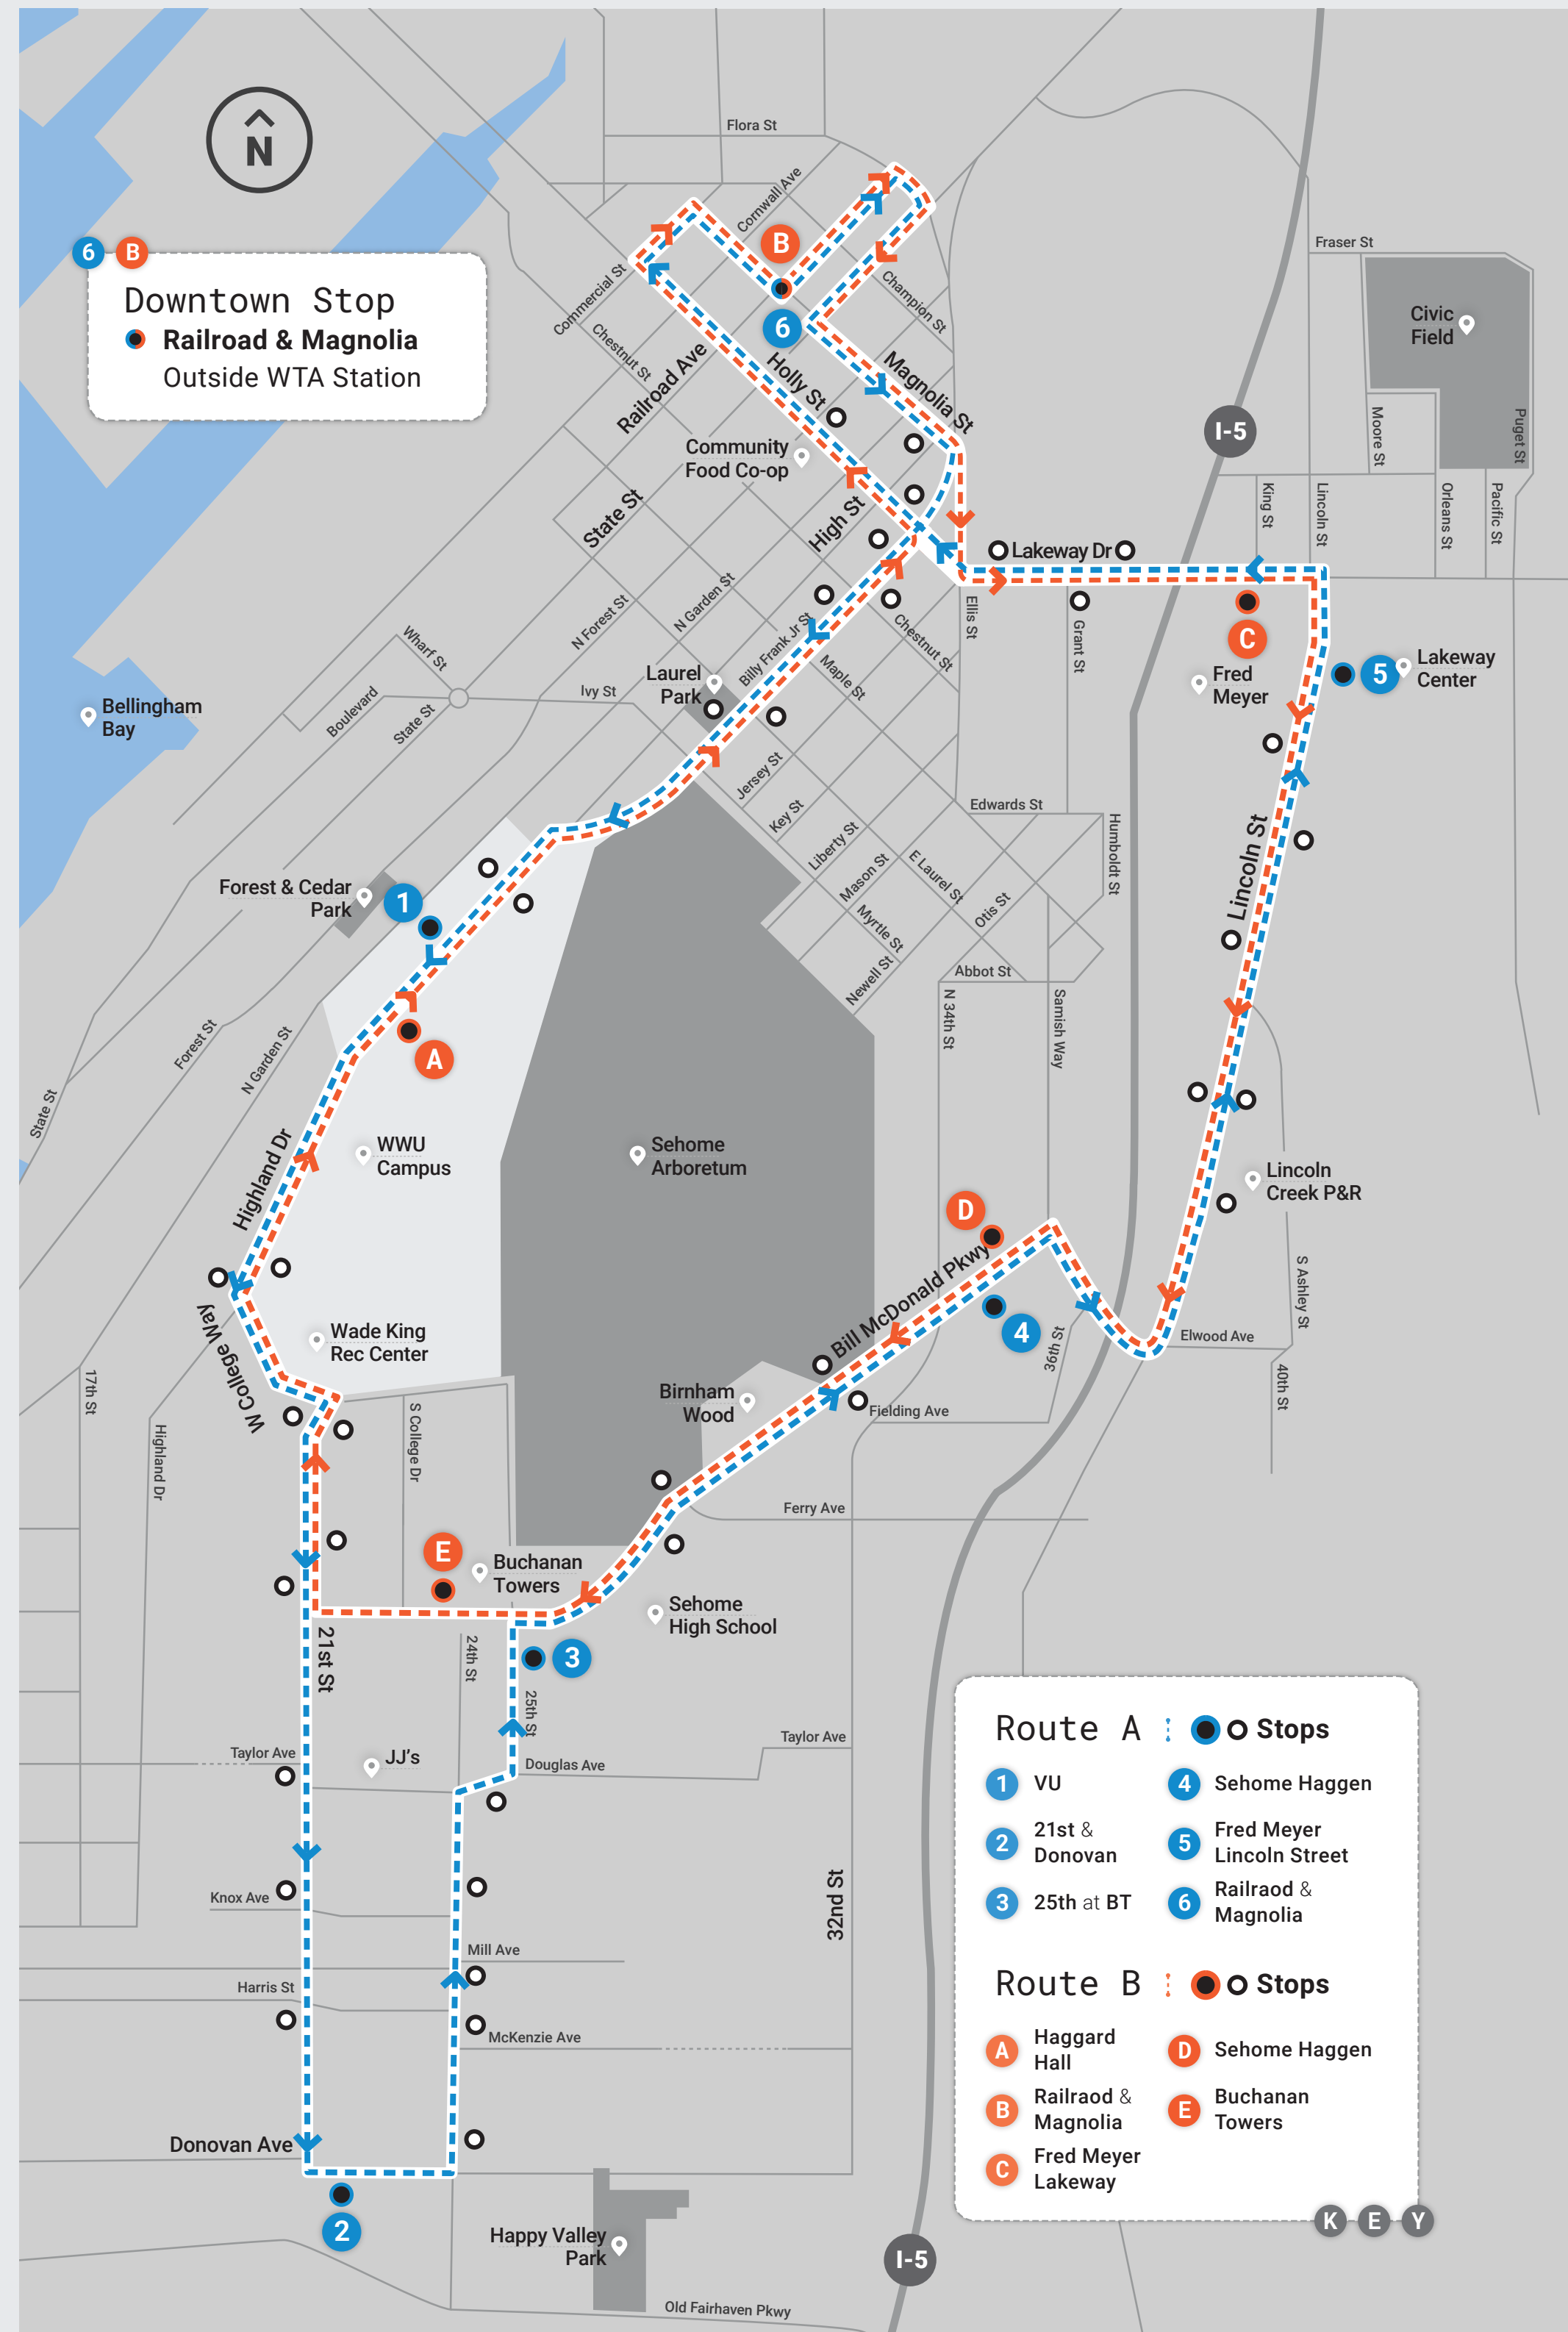 N
Flora St
Cornwall Ave
B
6
6
B
Downtown Stop
Railroad & Magnolia
Outside WTA Station
Commercial St
Chestnut St
Railroad Ave
Holly St
Champion St
Magnolia St
Fraser St
Civic
Field
Moore St
Puget St
I-5
Community
Food Co-op
State St
High St
King St
Lincoln St
Orleans St
Pacific St
Lakeway Dr
C
Fred
Meyer
5
Lakeway
Center
Ellis St
Grant St
Chestnut St
N Garden St
N Forest St
Billy Frank Jr St
Maple St
Wharf St
Boulevard
State St
Ivy St
Laurel
Park
Bellingham
Bay
Jersey St
Key St
Liberty St
Mason St
E Laurel St
Otis St
Myrtle St
Newell St
Edwards St
Humboldt St
Lincoln St
Abbot St
N 34th St
Samish Way
Forest & Cedar
Park
1
A
Forest St
N Garden St
State St
Highland Dr
WWU
Campus
Sehome
Arboretum
Lincoln
Creek P&R
D
Bill McDonald Pkwy
4
36th St
S Ashley St
Elwood Ave
40th St
Wade King
Rec Center
W College Way
17th St
Highland Dr
S College Dr
Birnham
Wood
Fielding Ave
Ferry Ave
E
Buchanan
Towers
Sehome
High School
3
21st St
24th St
25th St
Taylor Ave
JJ's
Douglas Ave
Taylor Ave
Knox Ave
32nd St
Mill Ave
Harris St
McKenzie Ave
Donovan Ave
2
Happy Valley
Park
I-5
Old Fairhaven Pkwy
Route A Stops
1 VU
2 21st &
Donovan
3 25th at BT
4 Sehome Haggen
5 Fred Meyer
Lincoln Street
6 Railraod &
Magnolia
Route B Stops
A Haggard
Hall
B Railraod &
Magnolia
C Fred Meyer
Lakeway
D Sehome Haggen
E Buchanan
Towers
K E Y